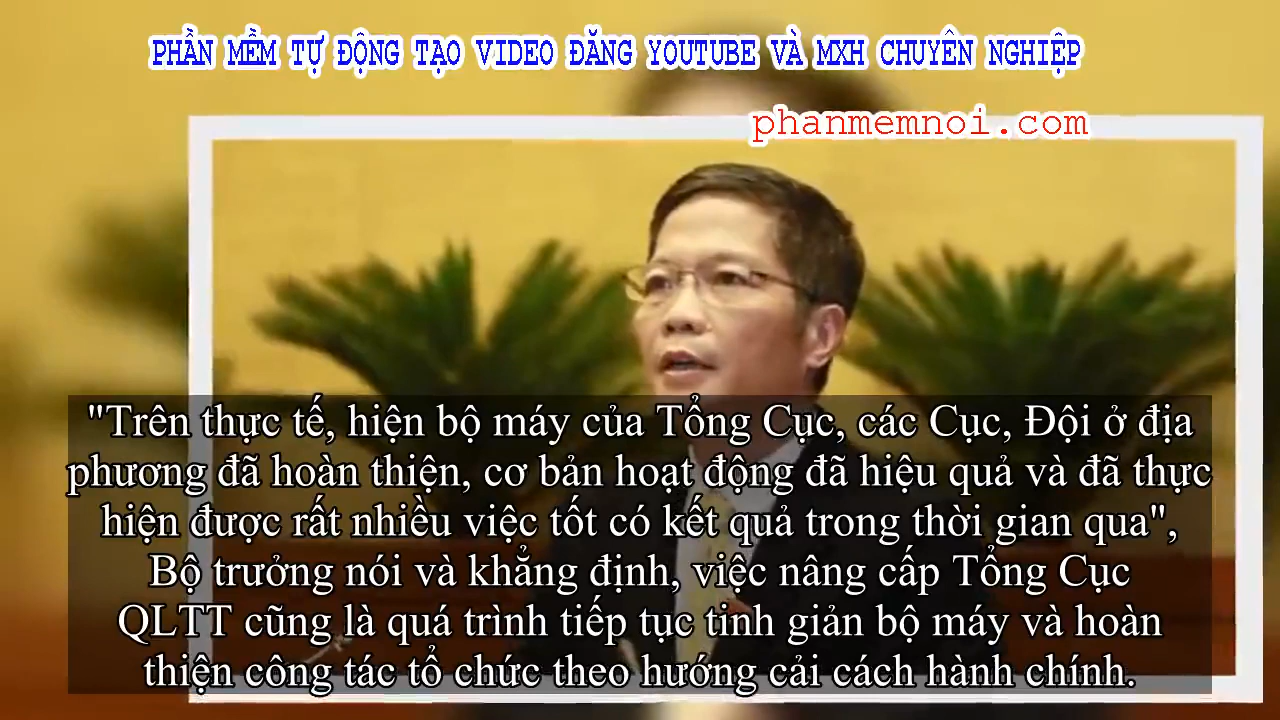 PHẦN MỀM TỰ ĐỘNG TẠO VIDEO ĐĂNG YOUTUBE VÀ MXH CHUYÊN NGHIỆP
phanmemnoi.com
"Trên thực tế, hiện bộ máy của Tổng Cục, các Cục, Đội ở địa
phương đã hoàn thiện, cơ bản hoạt động đã hiệu quả và đã thực
hiện được rất nhiều việc tốt có kết quả trong thời gian qua",
Bộ trưởng nói và khẳng định, việc nâng cấp Tổng Cục
QLTT cũng là quá trình tiếp tục tinh giản bộ máy và hoàn
thiện công tác tổ chức theo hướng cải cách hành chính.